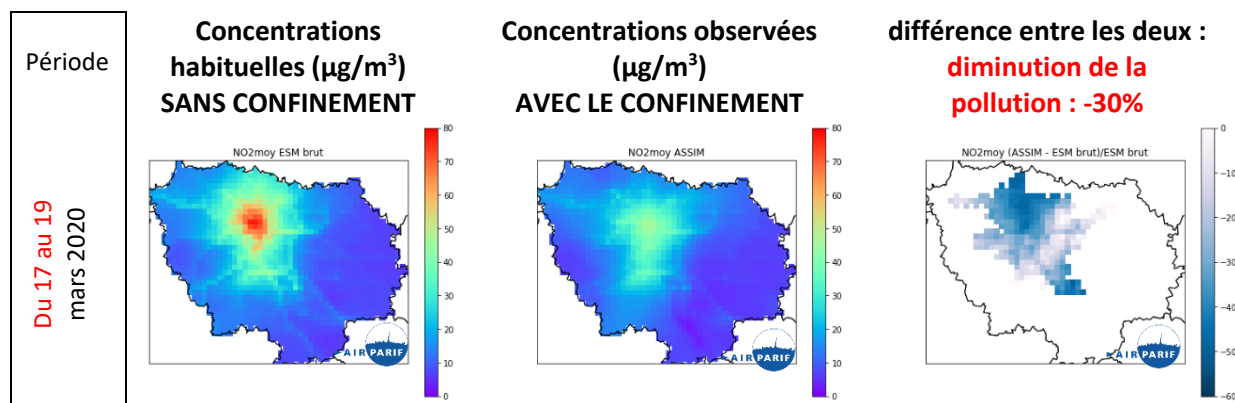 Période
Concentrations
habituelles (µg/m³)
SANS CONFINEMENT
Concentrations observées
(µg/m³)
AVEC LE CONFINEMENT
différence entre les deux :
diminution de la
pollution : -30%
Du 17 au 19
mars 2020
NO2moy ESM brut
80
70
60
50
40
30
20
10
0
AIRPARIF
NO2moy ASSIM
80
70
60
50
40
30
20
10
0
AIRPARIF
NO2moy (ASSIM - ESM brut)/ESM brut
0
−10
−20
−30
−40
−50
−60
AIRPARIF